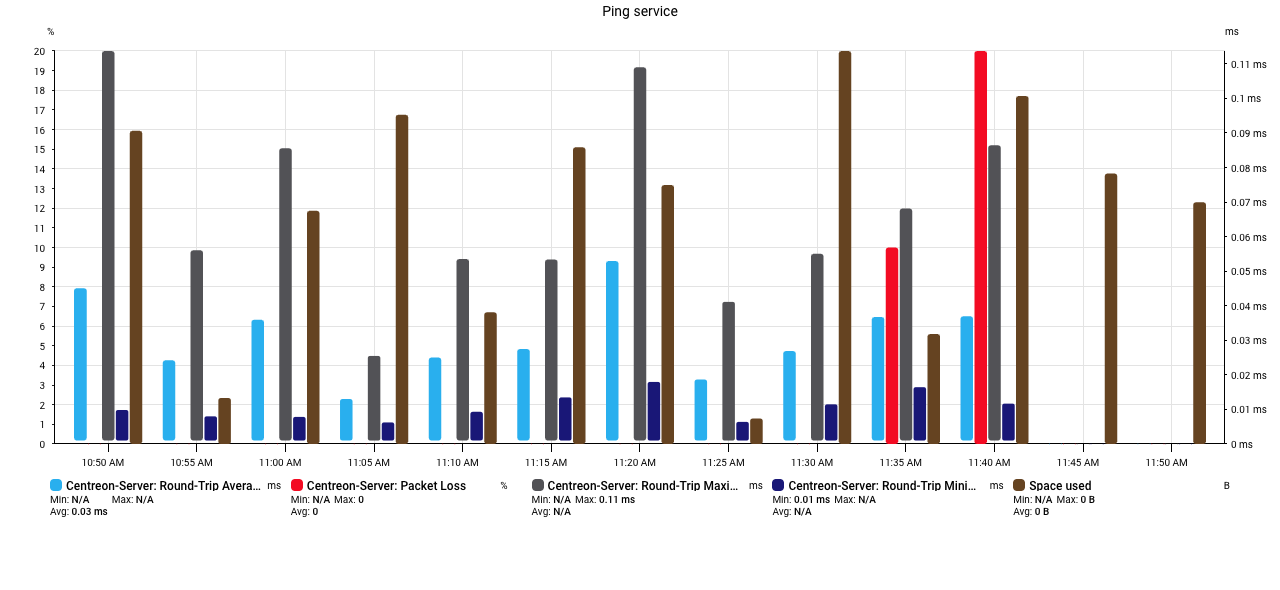 Ping service
% ms
20
19
18
17
16
15
14
13
12
11
10
9
8
7
6
5
4
3
2
1
0
0.11 ms
0.1 ms
0.09 ms
0.08 ms
0.07 ms
0.06 ms
0.05 ms
0.04 ms
0.03 ms
0.02 ms
0.01 ms
0 ms
10:50 AM 10:55 AM 11:00 AM 11:05 AM 11:10 AM 11:15 AM 11:20 AM 11:25 AM 11:30 AM 11:35 AM 11:40 AM 11:45 AM 11:50 AM
Centreon-Server: Round-Trip Avera... ms
Min: N/A Max: N/A
Avg: 0.03 ms
Centreon-Server: Packet Loss %
Min: N/A Max: 0
Avg: 0
Centreon-Server: Round-Trip Maxi... ms
Min: N/A Max: 0.11 ms
Avg: N/A
Centreon-Server: Round-Trip Mini... ms
Min: 0.01 ms Max: N/A
Avg: N/A
Space used B
Min: N/A Max: 0 B
Avg: 0 B